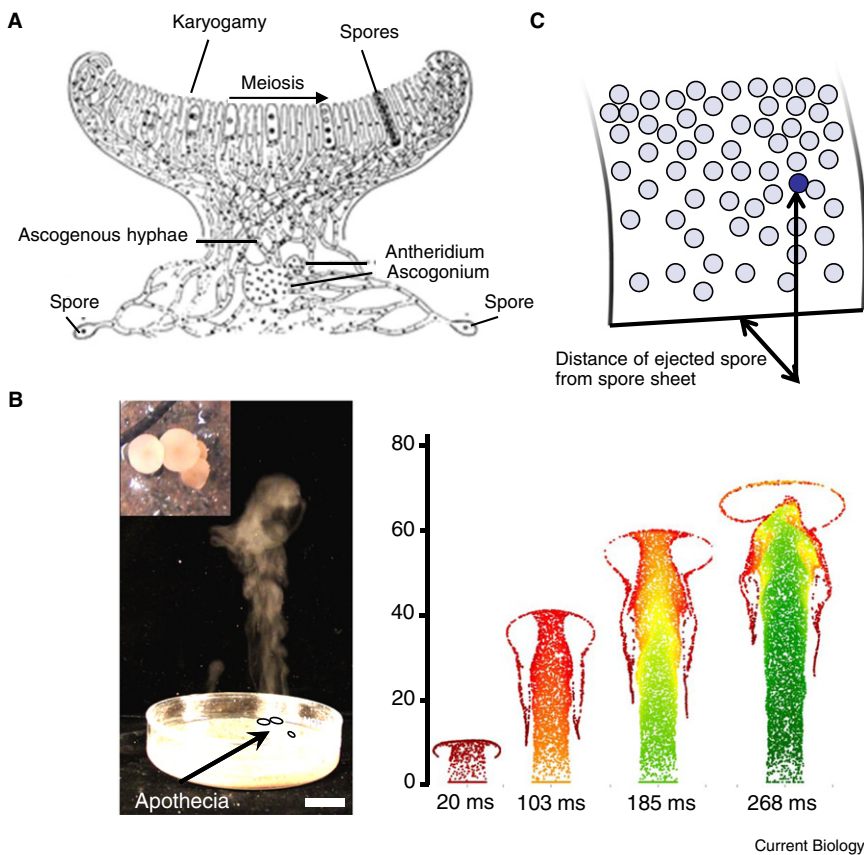 A
Karyogamy
Spores
Meiosis
Ascogenous hyphae
Antheridium
Ascogonium
Spore
Spore
C
Distance of ejected spore
from spore sheet
B
Apothecia
80
60
40
20
0
20 ms
103 ms
185 ms
268 ms
Current Biology